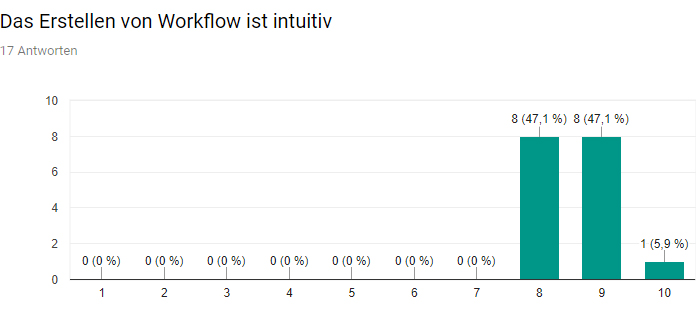 Das Erstellen von Workflow ist intuitiv
17 Antworten
10
8
6
4
2
0
0 (0 %) 0 (0 %) 0 (0 %) 0 (0 %) 0 (0 %) 0 (0 %) 0 (0 %) 8 (47,1 %) 8 (47,1 %) 1 (5,9 %)
1 2 3 4 5 6 7 8 9 10